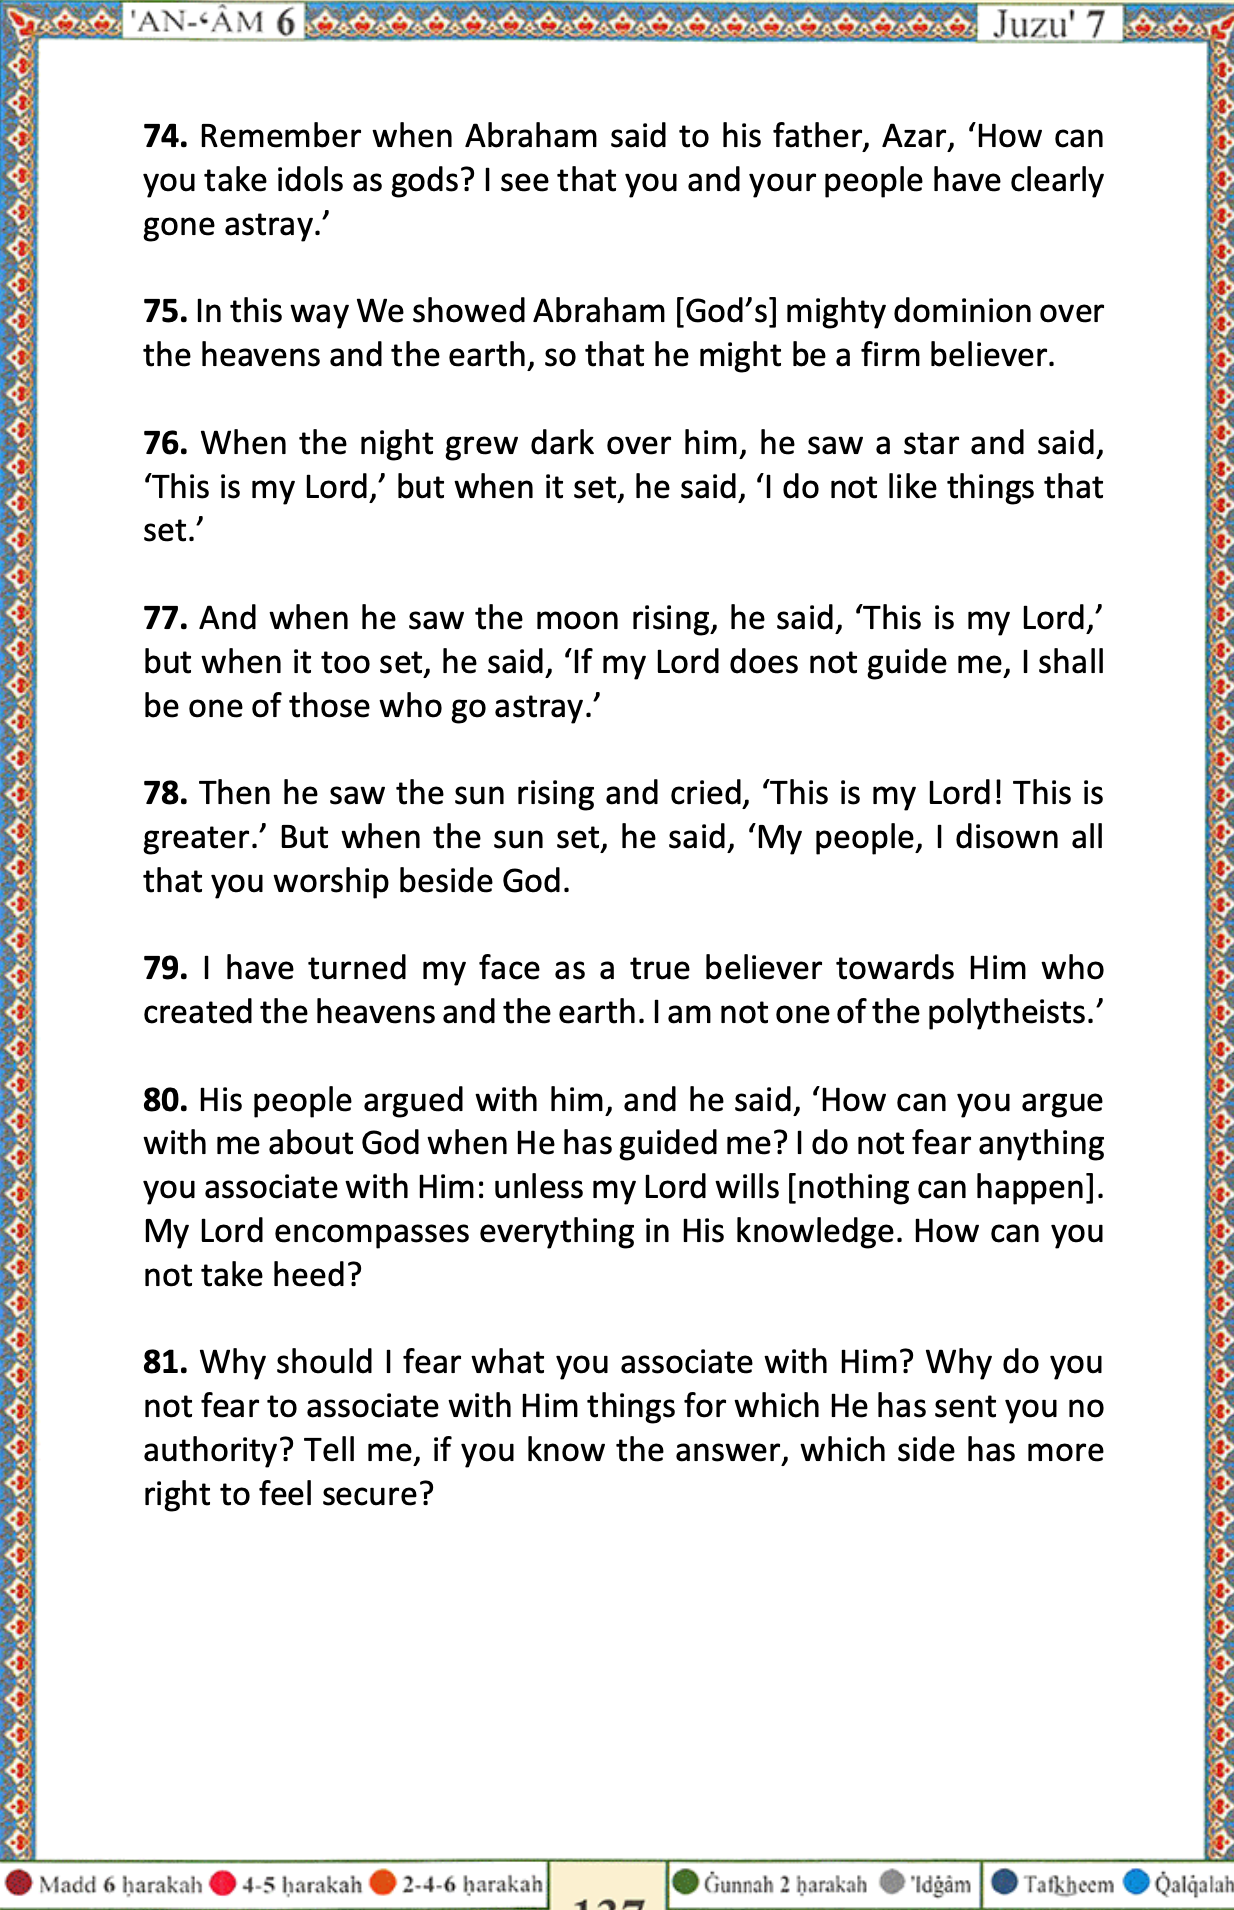 'AN-‘ÂM 6
Juzu' 7
74. Remember when Abraham said to his father, Azar, ‘How can
you take idols as gods? I see that you and your people have clearly
gone astray.’
75. In this way We showed Abraham [God’s] mighty dominion over
the heavens and the earth, so that he might be a firm believer.
76. When the night grew dark over him, he saw a star and said,
‘This is my Lord,’ but when it set, he said, ‘I do not like things that
set.’
77. And when he saw the moon rising, he said, ‘This is my Lord,’
but when it too set, he said, ‘If my Lord does not guide me, I shall
be one of those who go astray.’
78. Then he saw the sun rising and cried, ‘This is my Lord! This is
greater.’ But when the sun set, he said, ‘My people, I disown all
that you worship beside God.
79. I have turned my face as a true believer towards Him who
created the heavens and the earth. I am not one of the polytheists.’
80. His people argued with him, and he said, ‘How can you argue
with me about God when He has guided me? I do not fear anything
you associate with Him: unless my Lord wills [nothing can happen].
My Lord encompasses everything in His knowledge. How can you
not take heed?
81. Why should I fear what you associate with Him? Why do you
not fear to associate with Him things for which He has sent you no
authority? Tell me, if you know the answer, which side has more
right to feel secure?
Madd 6 ḥarakah 4-5 ḥarakah 2-4-6 ḥarakah 137 Ġunnah 2 ḥarakah 'Idġâm Tafkheem Q̇alq̇alah